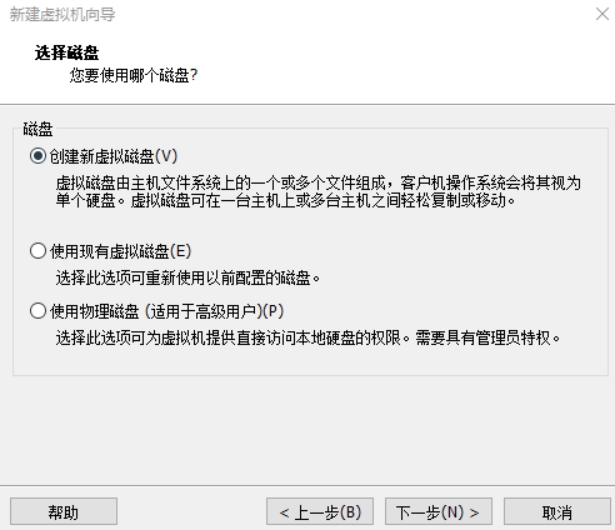 新建虚拟机向导
选择磁盘
您要使用哪个磁盘?
磁盘
创建新虚拟磁盘(V)
虚拟磁盘由主机文件系统上的一个或多个文件组成，客户机操作系统会将其视为
单个硬盘。虚拟磁盘可在一台主机上或多台主机之间轻松复制或移动。
使用现有虚拟磁盘(E)
选择此选项可重新使用以前配置的磁盘。
使用物理磁盘 (适用于高级用户)(P)
选择此选项可为虚拟机提供直接访问本地硬盘的权限。需要具有管理员特权。
帮助
< 上一步(B)
下一步(N) >
取消